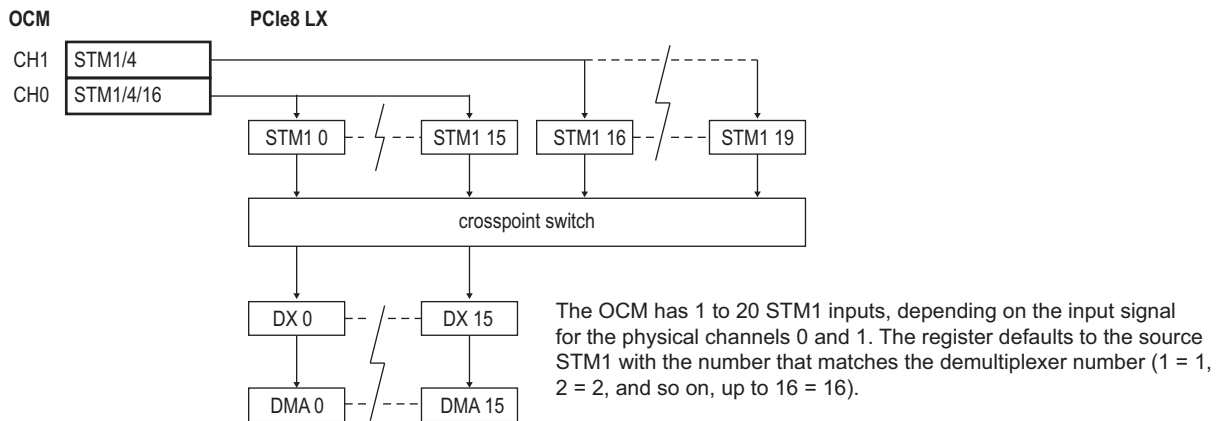 OCM PCIe8 LX
CH1 STM1/4
CH0 STM1/4/16
STM1 0 STM1 15 STM1 16 STM1 19
crosspoint switch
DX 0 DX 15
DMA 0 DMA 15
The OCM has 1 to 20 STM1 inputs, depending on the input signal
for the physical channels 0 and 1. The register defaults to the source
STM1 with the number that matches the demultiplexer number (1 = 1,
2 = 2, and so on, up to 16 = 16).